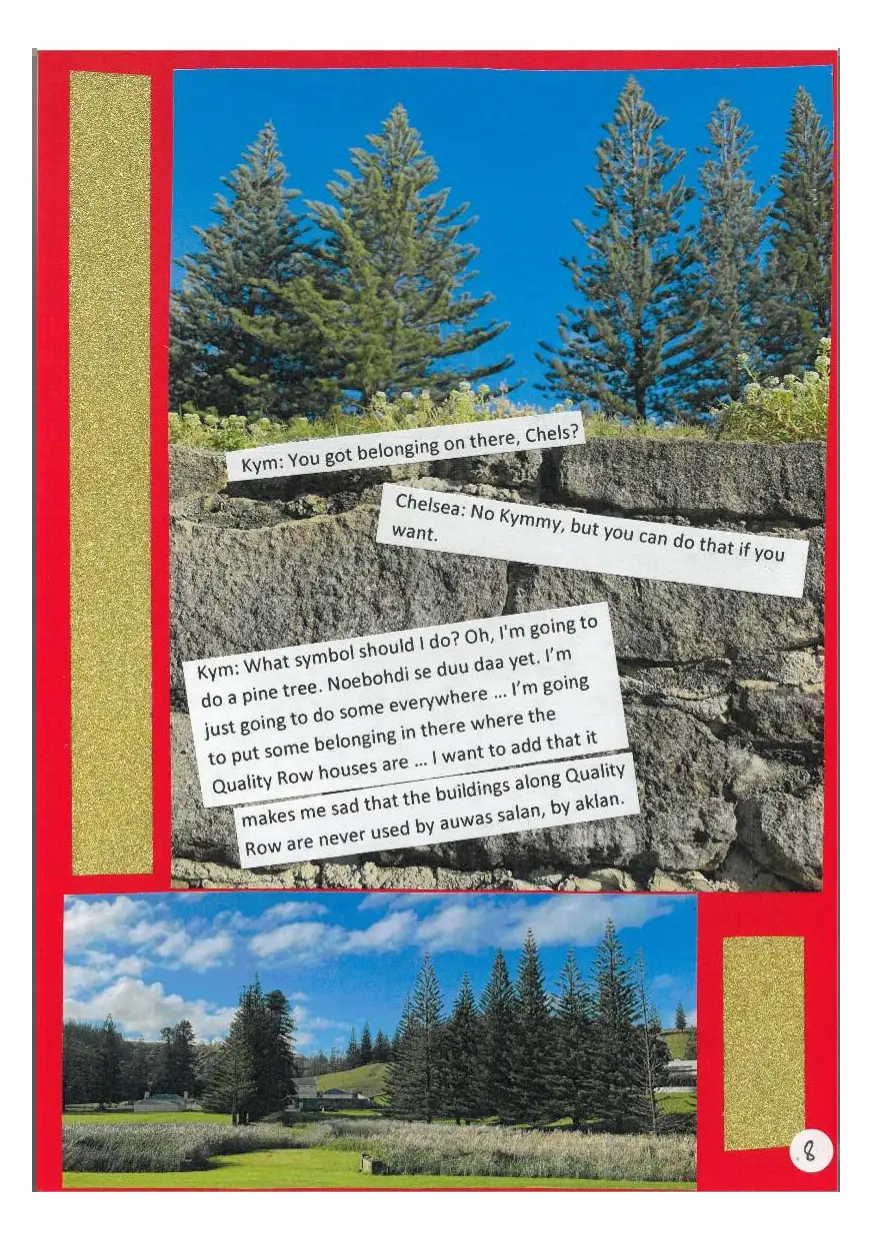 Kym: You got belonging on there, Chels?
Chelsea: No Kymmy, but you can do that if you
want.
Kym: What symbol should I do? Oh, I'm going to
do a pine tree. Noebohdi se duu daa yet. I’m
just going to do some everywhere ... I’m going
to put some belonging in there where the
Quality Row houses are ... I want to add that it
makes me sad that the buildings along Quality
Row are never used by auwas salan, by aklan.
8